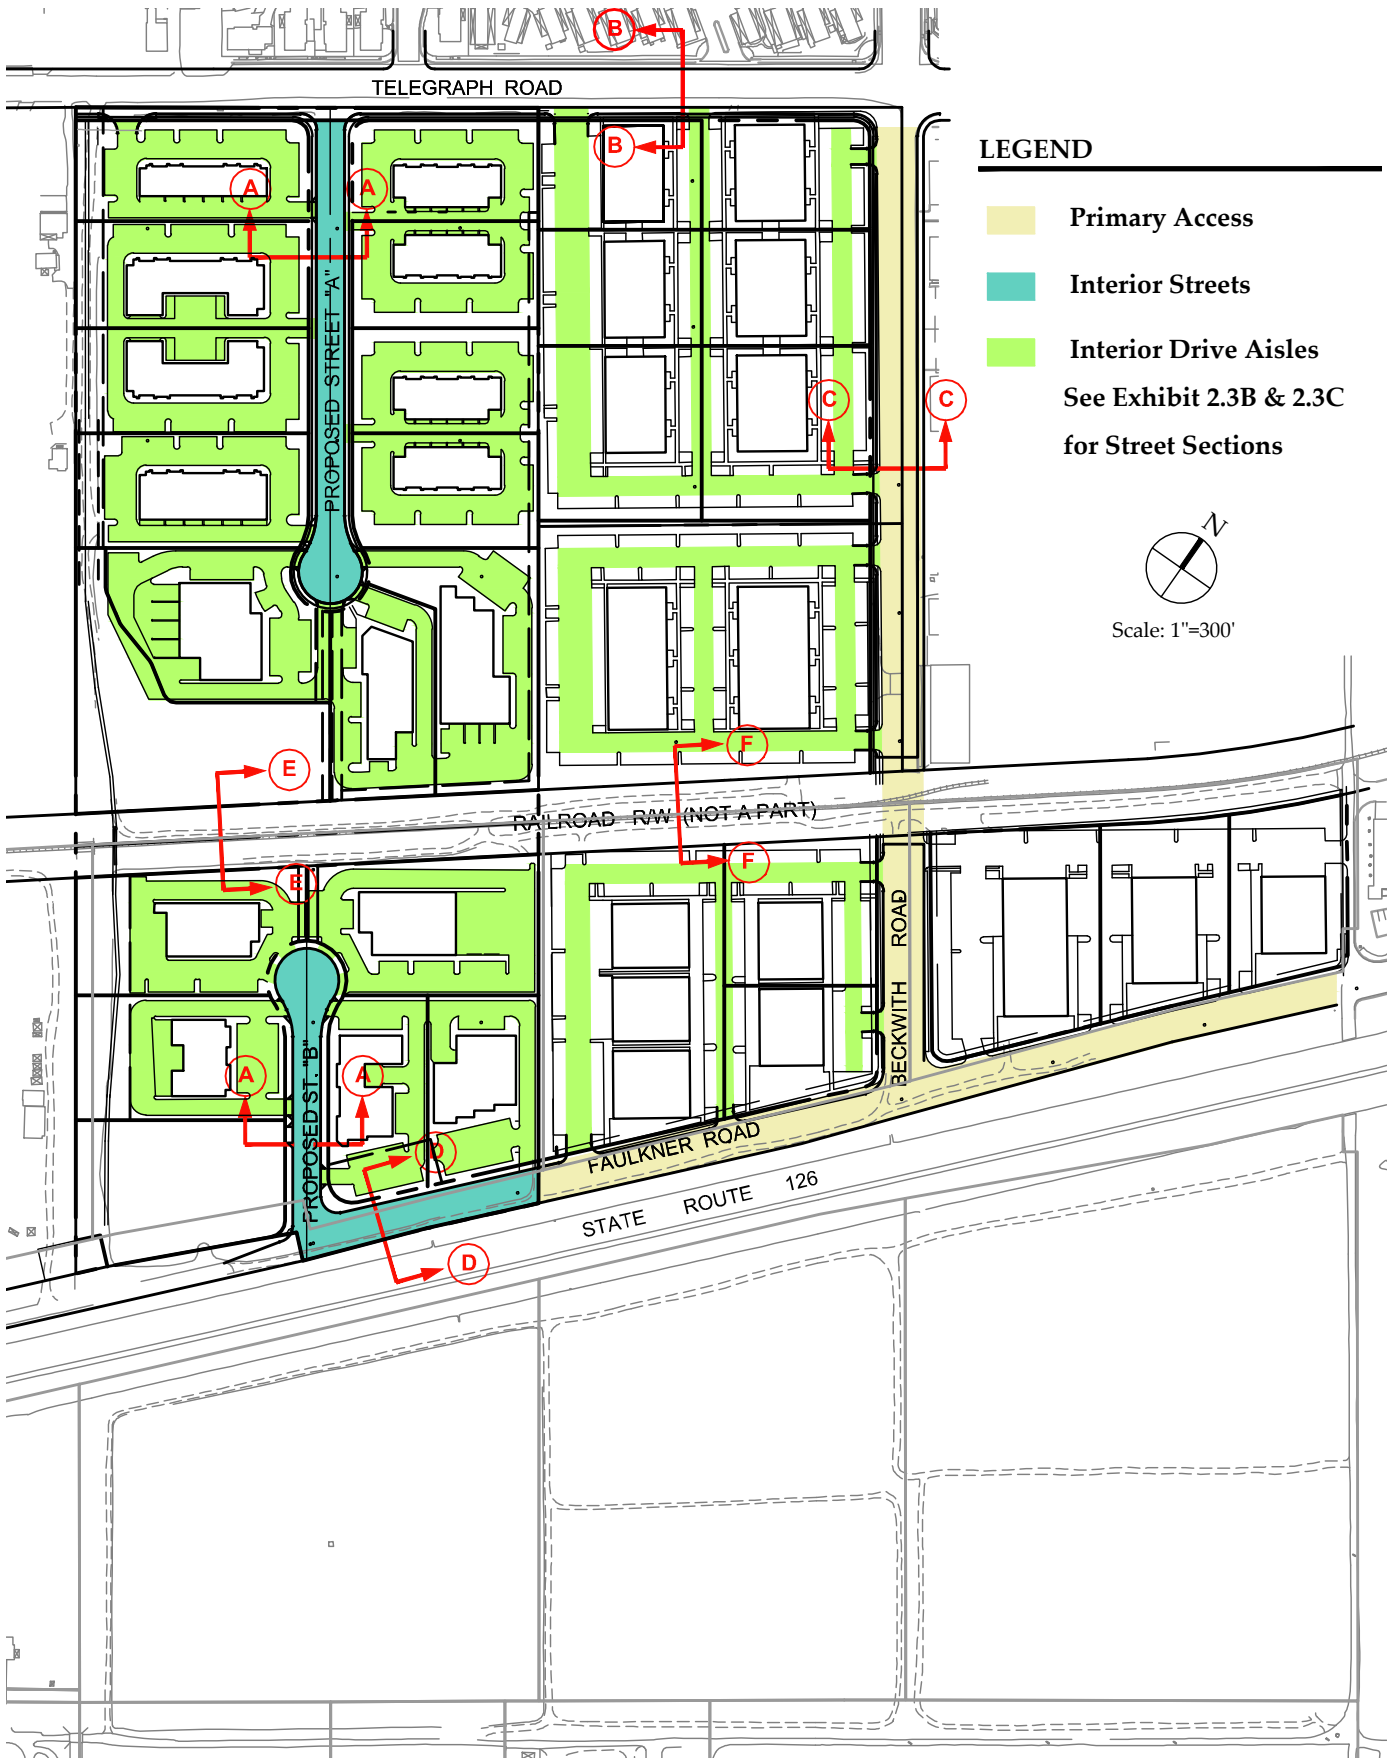 B
TELEGRAPH ROAD
B
LEGEND
A
A
Primary Access
Interior Streets
PROPOSED STREET "A"
Interior Drive Aisles
See Exhibit 2.3B & 2.3C
for Street Sections
C
C
N
Scale: 1"=300'
F
E
RAILROAD R/W (NOT A PART)
F
E
BECKWITH ROAD
A
A
PROPOSED ST. "B"
FAULKNER ROAD
D
STATE ROUTE 126
D